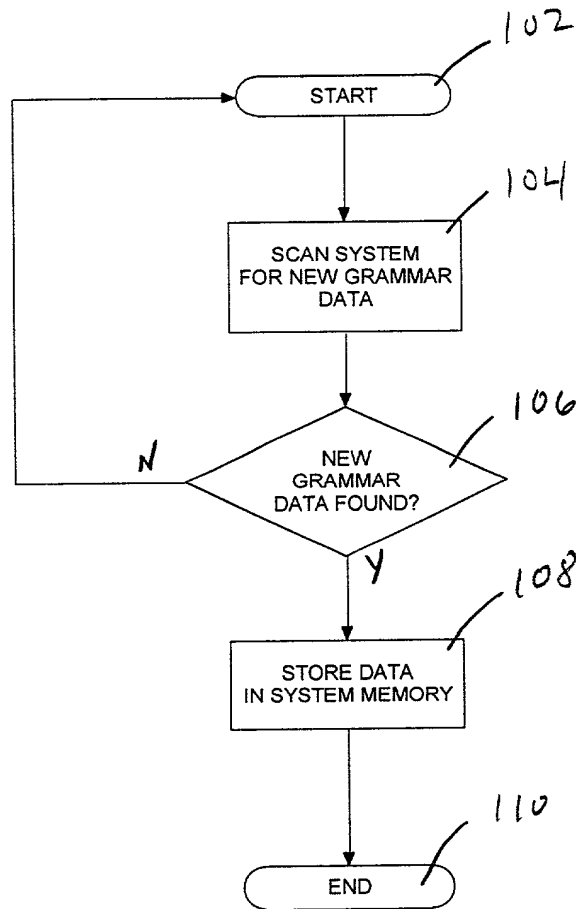 102
START
104
SCAN SYSTEM
FOR NEW GRAMMAR
DATA
106
N
NEW
GRAMMAR
DATA FOUND?
Y
108
STORE DATA
IN SYSTEM MEMORY
110
END